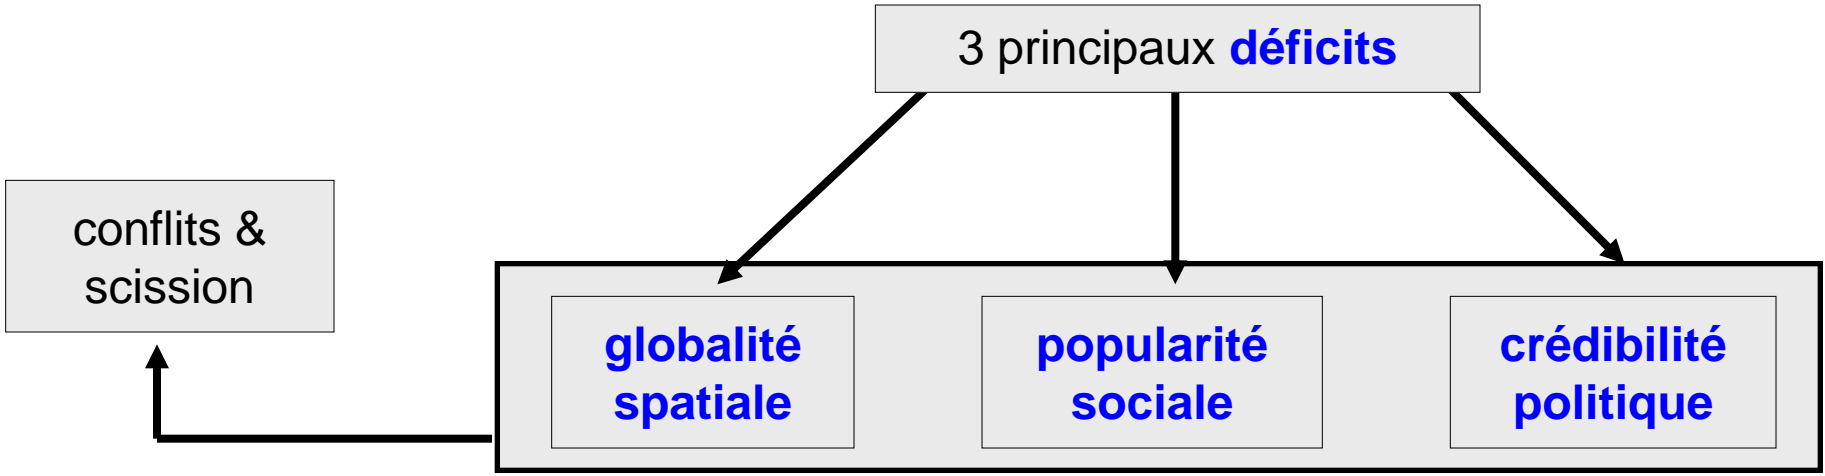 3 principaux déficits
conflits &
scission
globalité
spatiale
popularité
sociale
crédibilité
politique